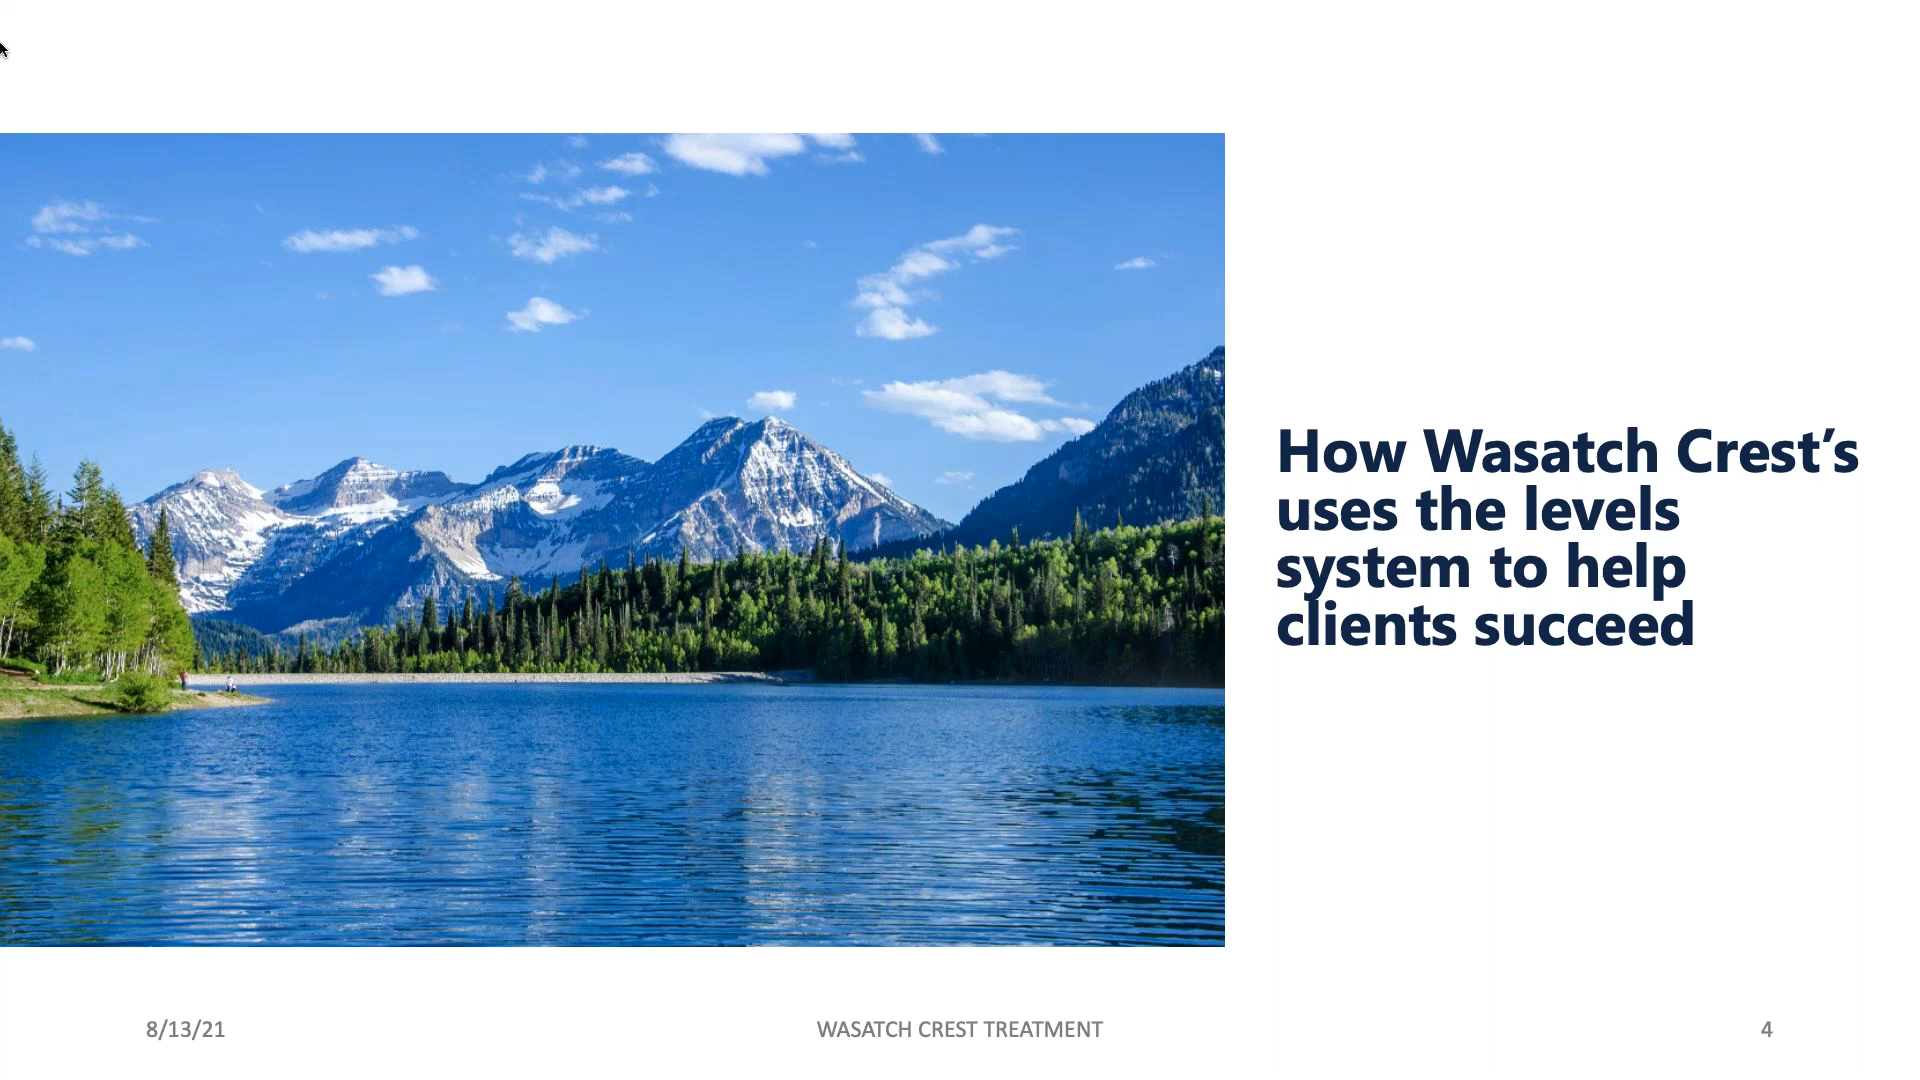 How Wasatch Crest’s
uses the levels
system to help
clients succeed
8/13/21
WASATCH CREST TREATMENT
4